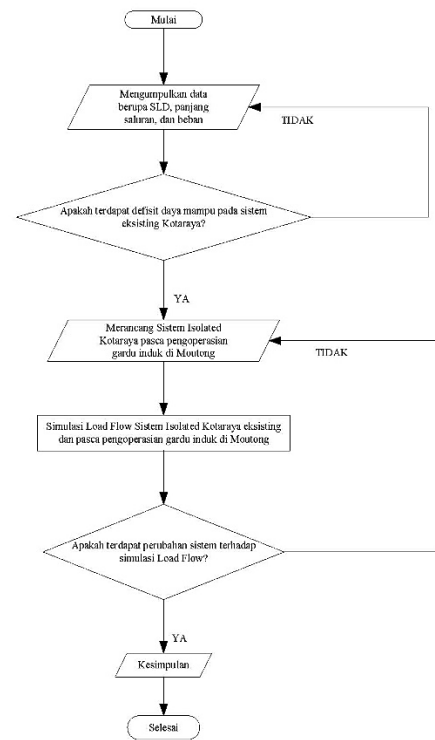 Mulai
Mengumpulkan data
berupa SLD, panjang
saluran, dan beban
TIDAK
Apakah terdapat defisit daya mampu pada sistem
eksisting Kotaraya?
YA
Merancang Sistem Isolated
Kotaraya pasca pengoperasian
gardu induk di Moutong
TIDAK
Simulasi Load Flow Sistem Isolated Kotaraya eksisting
dan pasca pengoperasian gardu induk di Moutong
Apakah terdapat perubahan sistem terhadap
simulasi Load Flow?
YA
Kesimpulan
Selesai